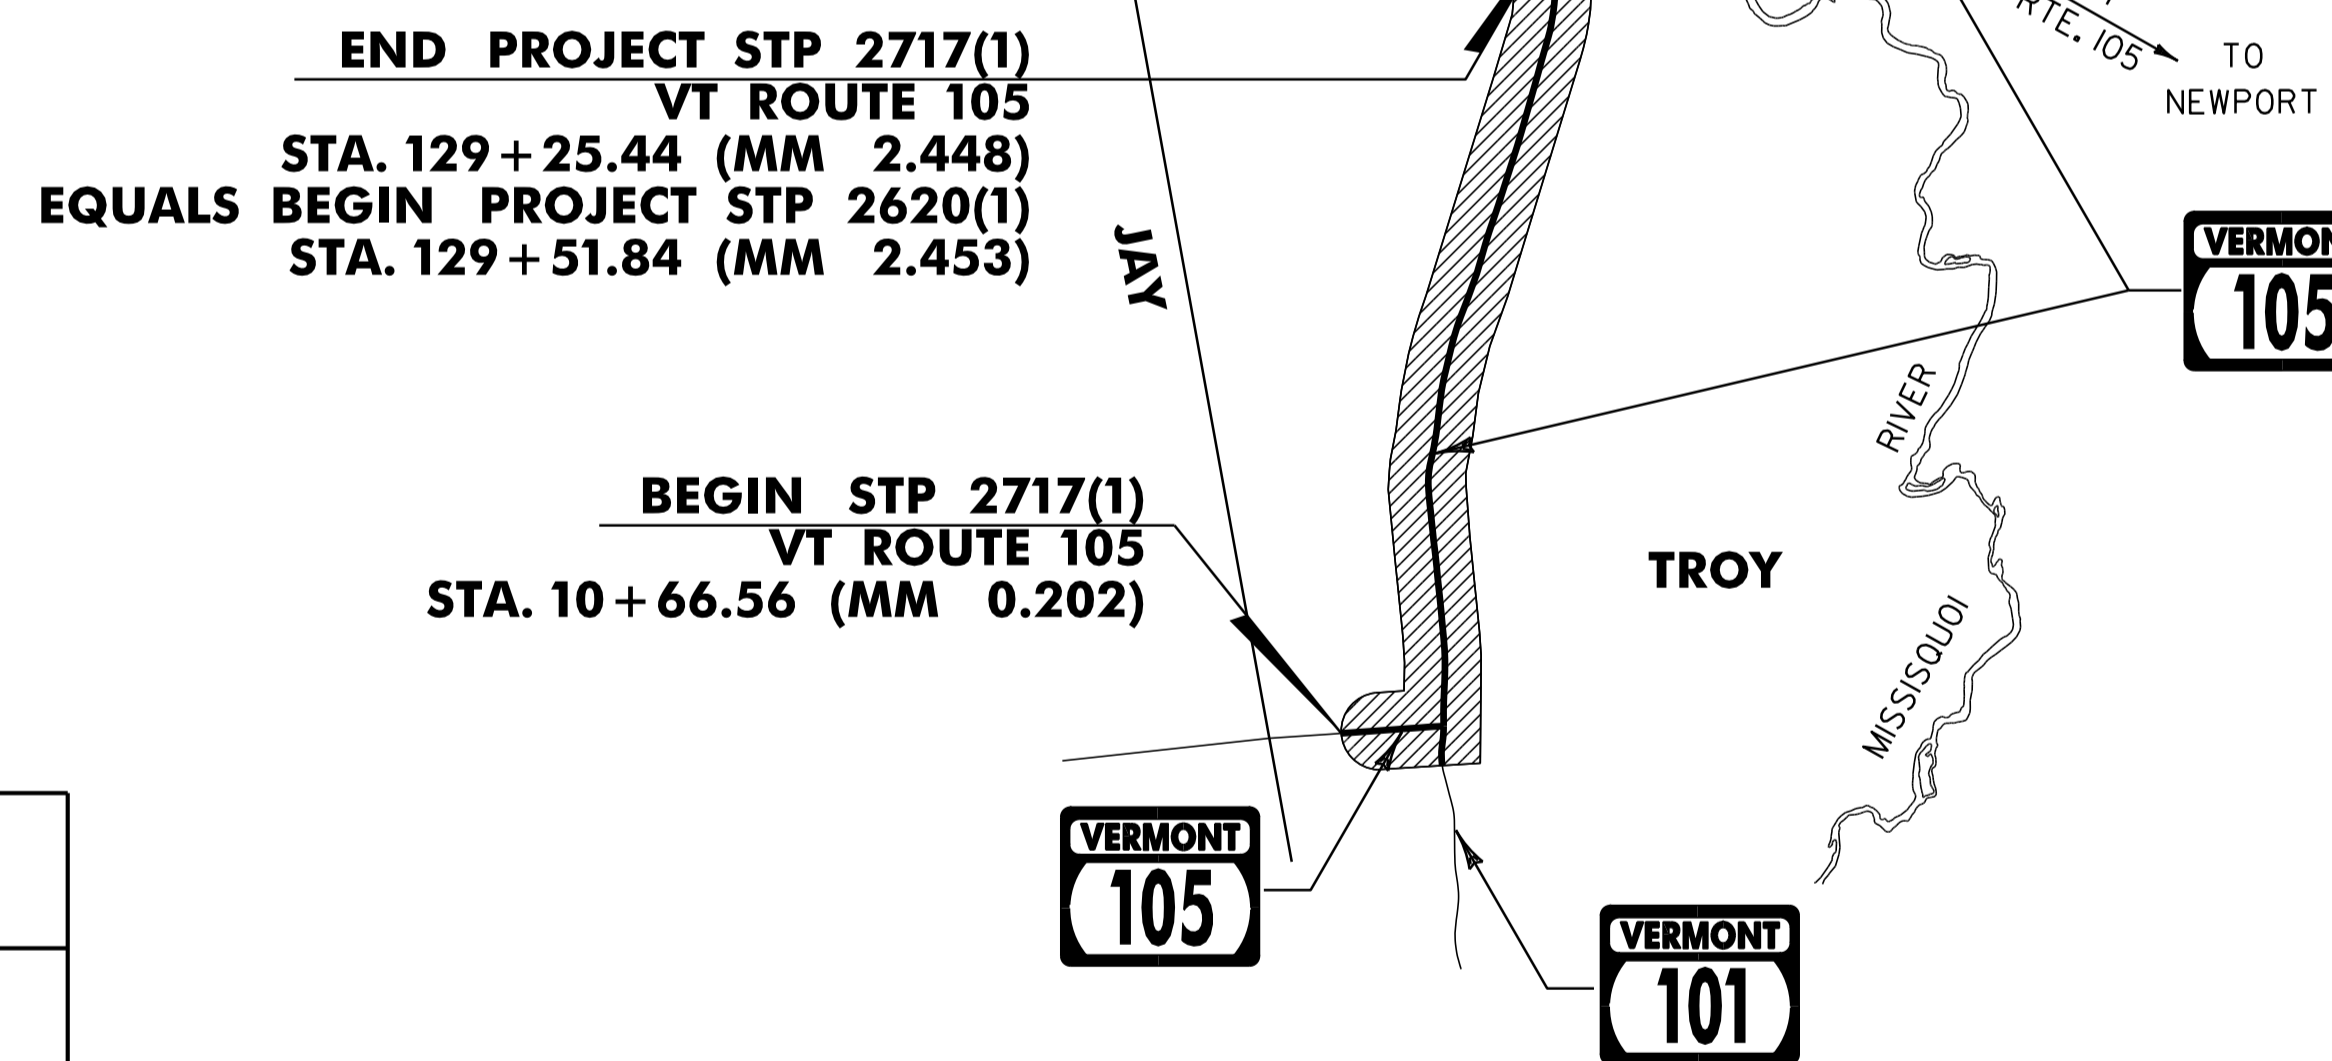 END PROJECT STP 2717(1)
VT ROUTE 105
STA. 129+25.44 (MM 2.448)
EQUALS BEGIN PROJECT STP 2620(1)
STA. 129+51.84 (MM 2.453)
RTE. 105
TO
NEWPORT
JAY
VERMON
105
RIVER
BEGIN STP 2717(1)
VT ROUTE 105
STA. 10+66.56 (MM 0.202)
TROY
MISSISQUOI
VERMONT
105
VERMONT
101